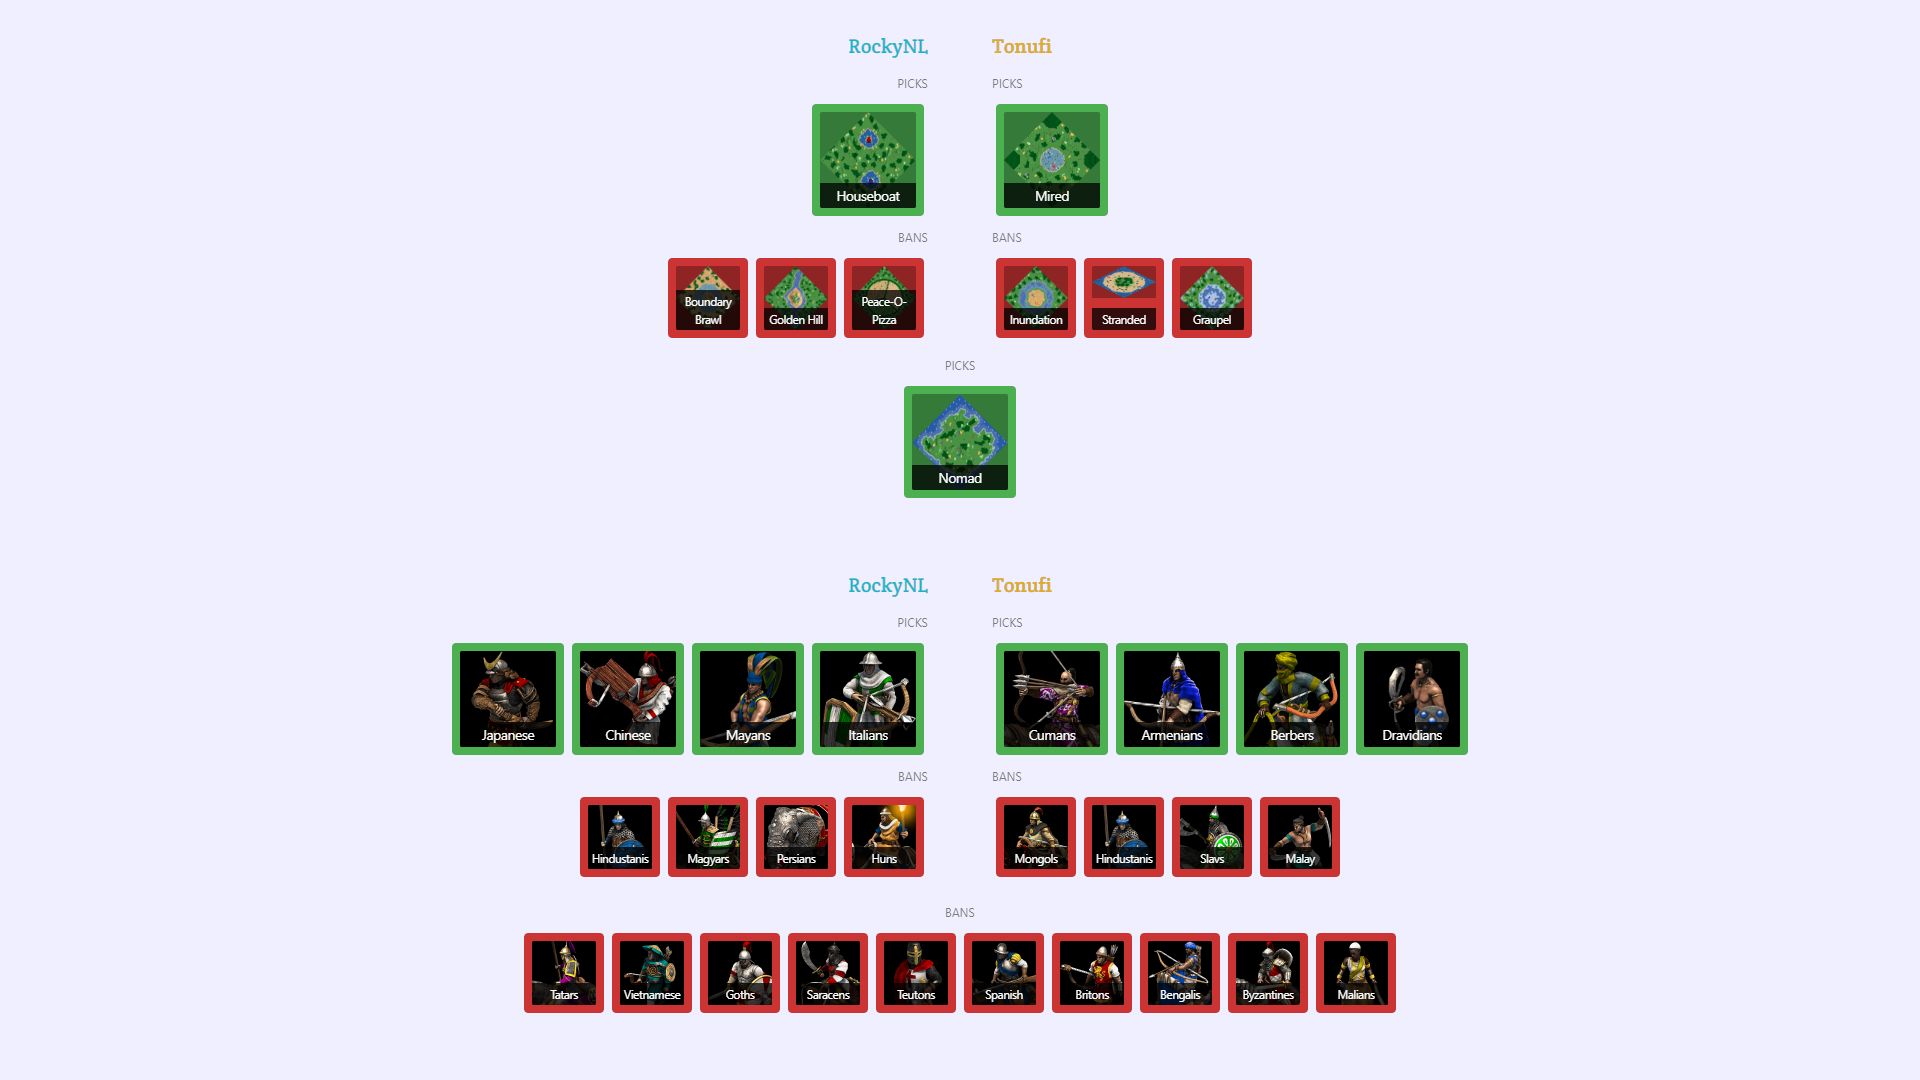 RockyNL
Tonufi
PICKS
PICKS
Houseboat
Mired
BANS
BANS
Boundary
Brawl
Golden Hill
Peace-O-
Pizza
Inundation
Stranded
Graupel
PICKS
Nomad
RockyNL
Tonufi
PICKS
PICKS
Japanese
Chinese
Mayans
Italians
Cumans
Armenians
Berbers
Dravidians
BANS
BANS
Hindustanis
Magyars
Persians
Huns
Mongols
Hindustanis
Slavs
Malay
BANS
Tatars
Vietnamese
Goths
Saracens
Teutons
Spanish
Britons
Bengalis
Byzantines
Malians